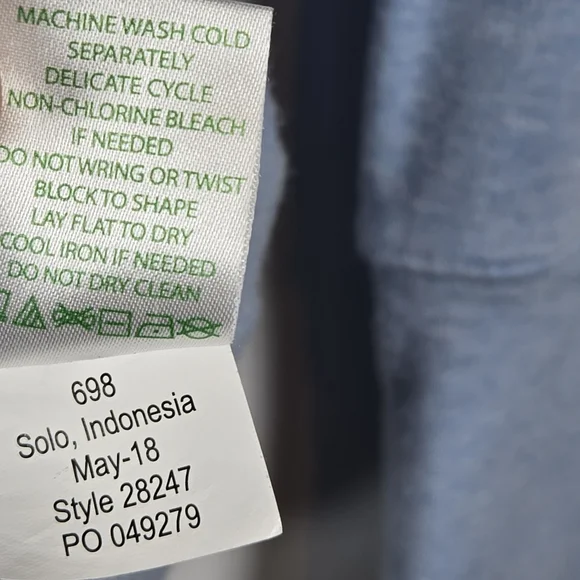 MACHINE WASH COLD
SEPARATELY
DELICATE CYCLE
NON-CHLORINE BLEACH
IF NEEDED
DO NOT WRING OR TWIST
BLOCK TO SHAPE
LAY FLAT TO DRY
COOL IRON IF NEEDED
DO NOT DRY CLEAN
698
Solo, Indonesia
May-18
Style 28247
PO 049279